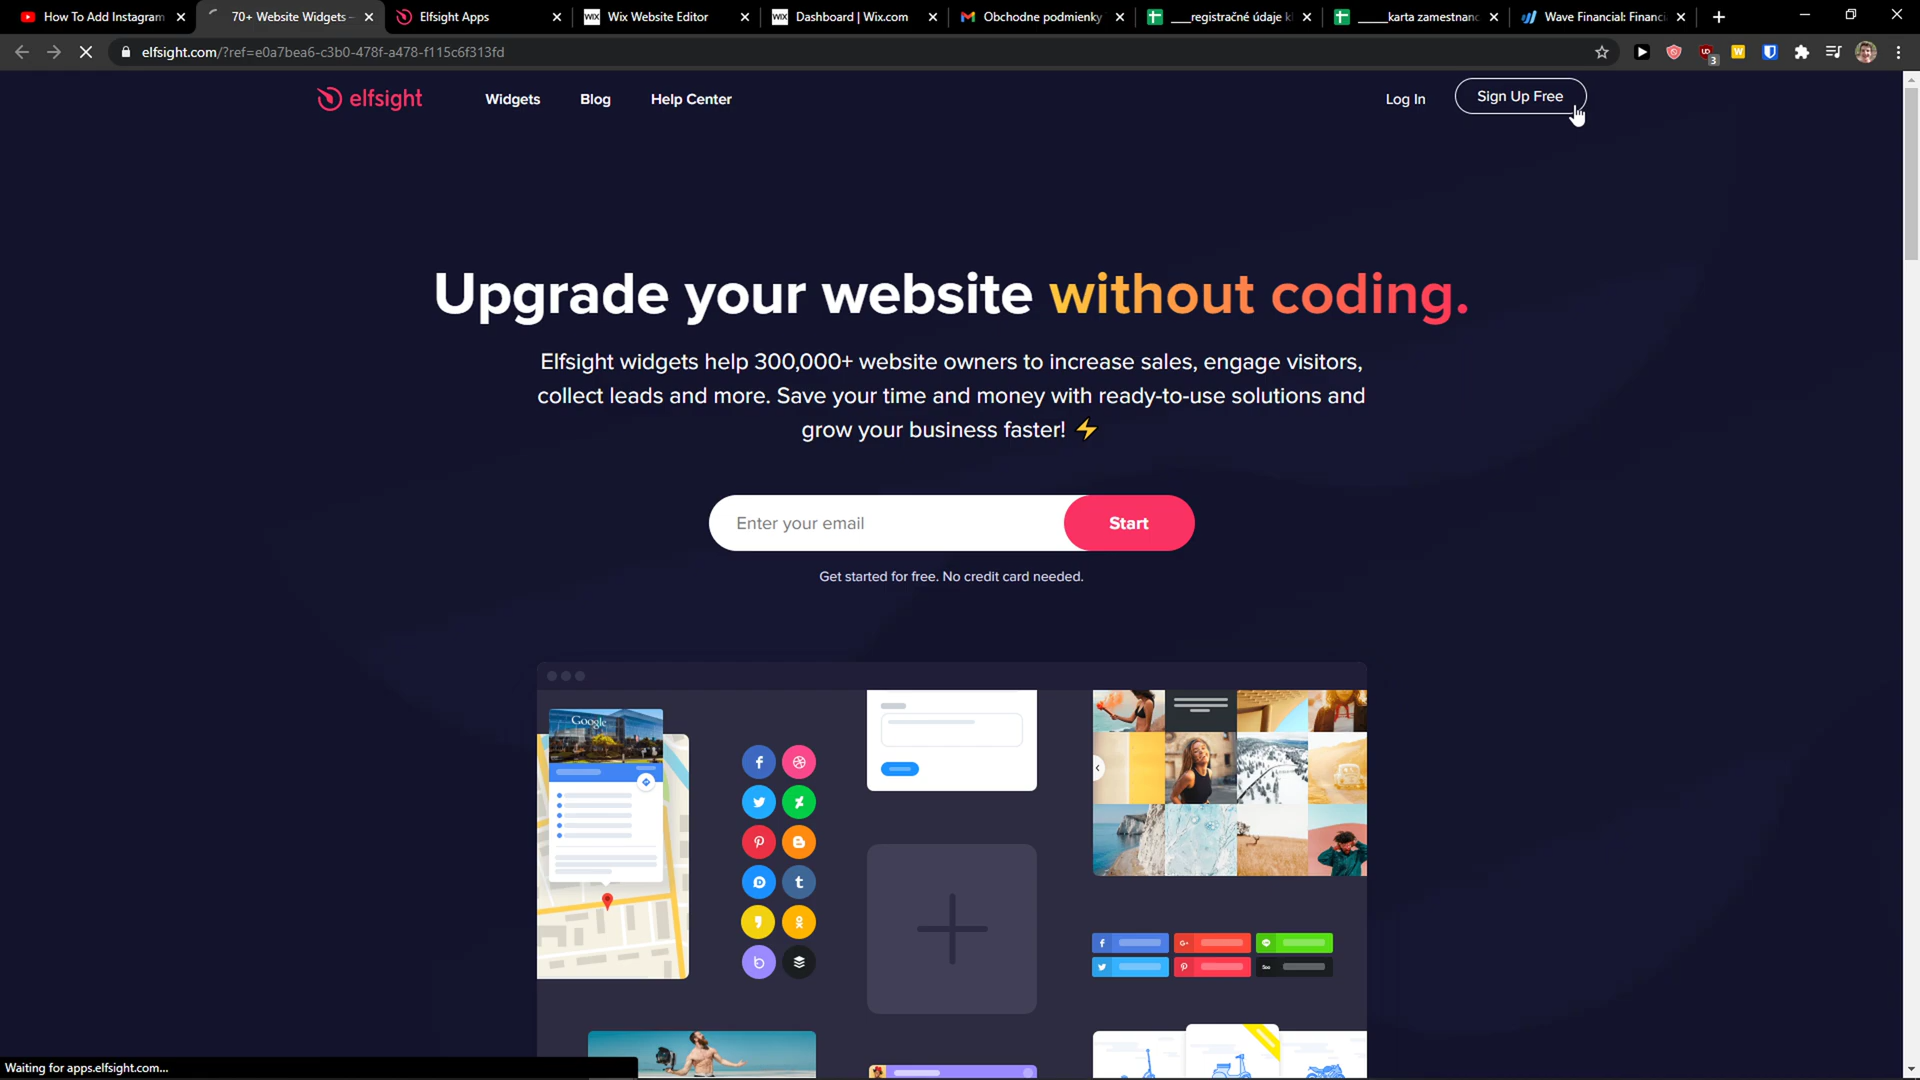 How To Add Instagram
70+ Website Widgets -
Elfsight Apps
Wix Website Editor
Dashboard | Wix.com
Obchodne podmienky
___registračné údaje k
_____karta zamestnanc
Wave Financial: Financi
elfsight.com/?ref=e0a7bea6-c3b0-478f-a478-f115c6f313fd
elfsight
Widgets
Blog
Help Center
Log In
Sign Up Free
Upgrade your website without coding.
Elfsight widgets help 300,000+ website owners to increase sales, engage visitors,
collect leads and more. Save your time and money with ready-to-use solutions and
grow your business faster!
Enter your email
Start
Get started for free. No credit card needed.
Google
Waiting for apps.elfsight.com...